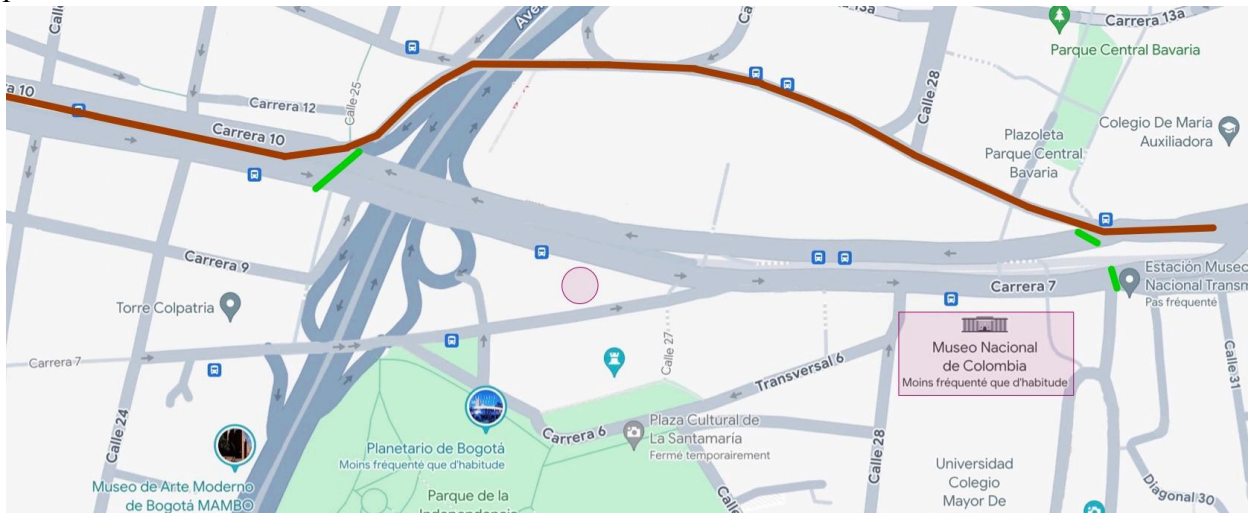 Carrera 13a
Parque Central Bavaria
Calle 28
Calle 25
Carrera 12
Carrera 10
Plazoleta
Parque Central
Bavaria
Colegio De María
Auxiliadora
Carrera 9
Torre Colpatria
Carrera 7
Estación Museo
Nacional Transm
Pas fréquenté
Carrera 7
Museo Nacional
de Colombia
Moins fréquenté que d'habitude
Calle 27
Transversal 6
Calle 31
Calle 24
Planetario de Bogotá
Moins fréquenté que d'habitude
Carrera 6
Plaza Cultural de
La Santamaría
Fermé temporairement
Calle 28
Museo de Arte Moderno
de Bogotá MAMBO
Parque de la
Universidad
Colegio
Mayor De
Diagonal 30